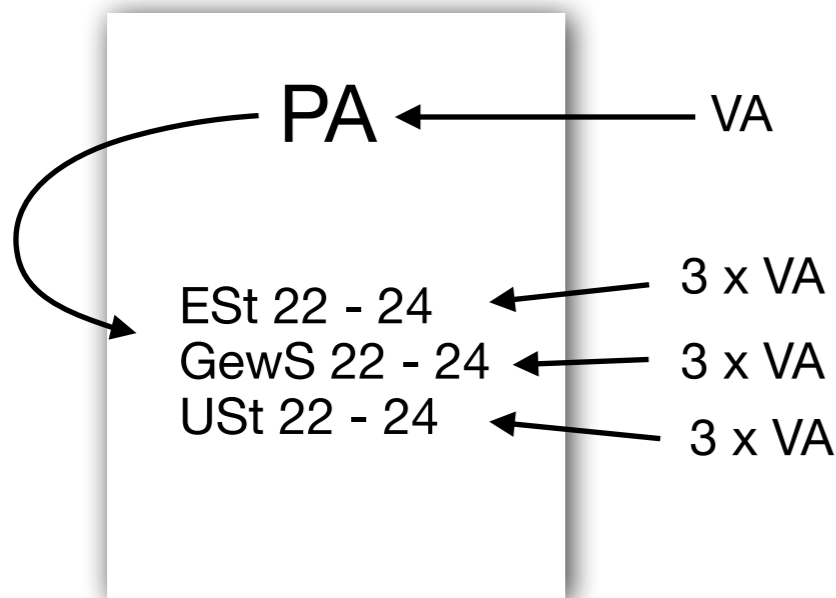 PA
VA
ESt 22 - 24
3 x VA
GewS 22 - 24
3 x VA
USt 22 - 24
3 x VA